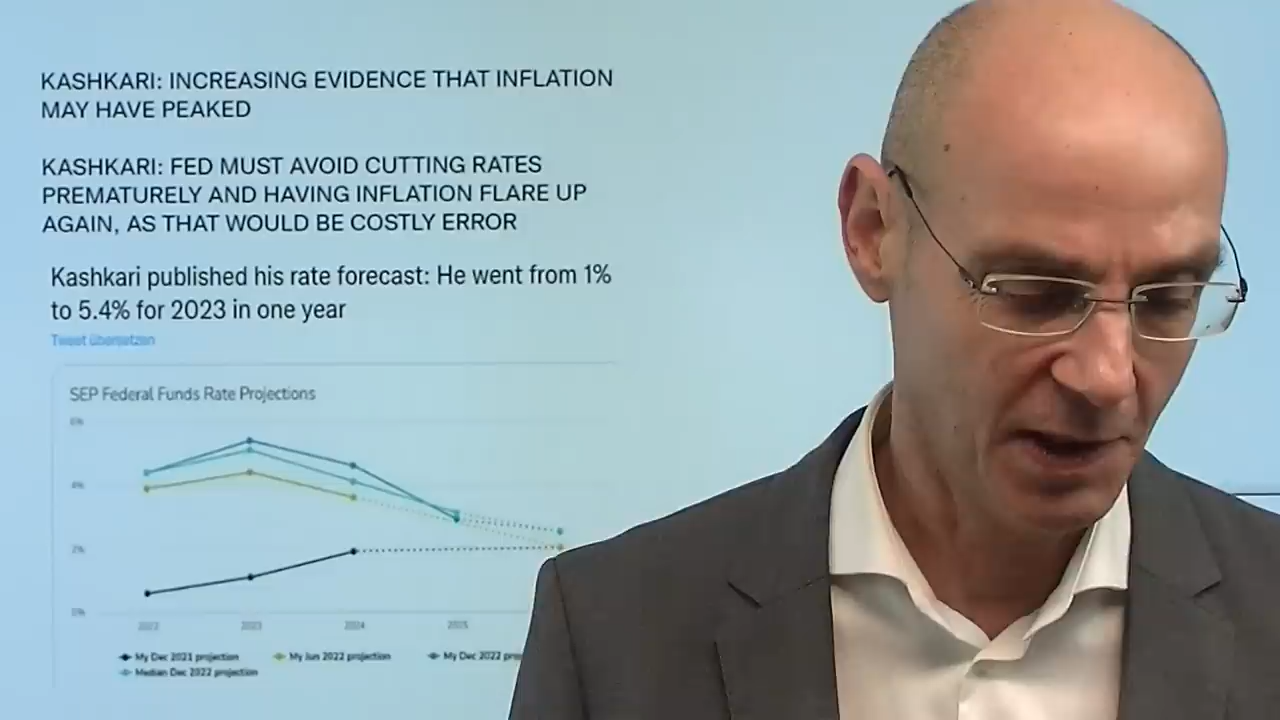 KASHKARI: INCREASING EVIDENCE THAT INFLATION
MAY HAVE PEAKED
KASHKARI: FED MUST AVOID CUTTING RATES
PREMATURELY AND HAVING INFLATION FLARE UP
AGAIN, AS THAT WOULD BE COSTLY ERROR
Kashkari published his rate forecast: He went from 1%
to 5.4% for 2023 in one year
Tweet übersetzen
SEP Federal Funds Rate Projections
6%
4%
2%
0%
2022 2023 2024 2025
My Dec 2021 projection My Jun 2022 projection My Dec 2022
Median Dec 2022 projection